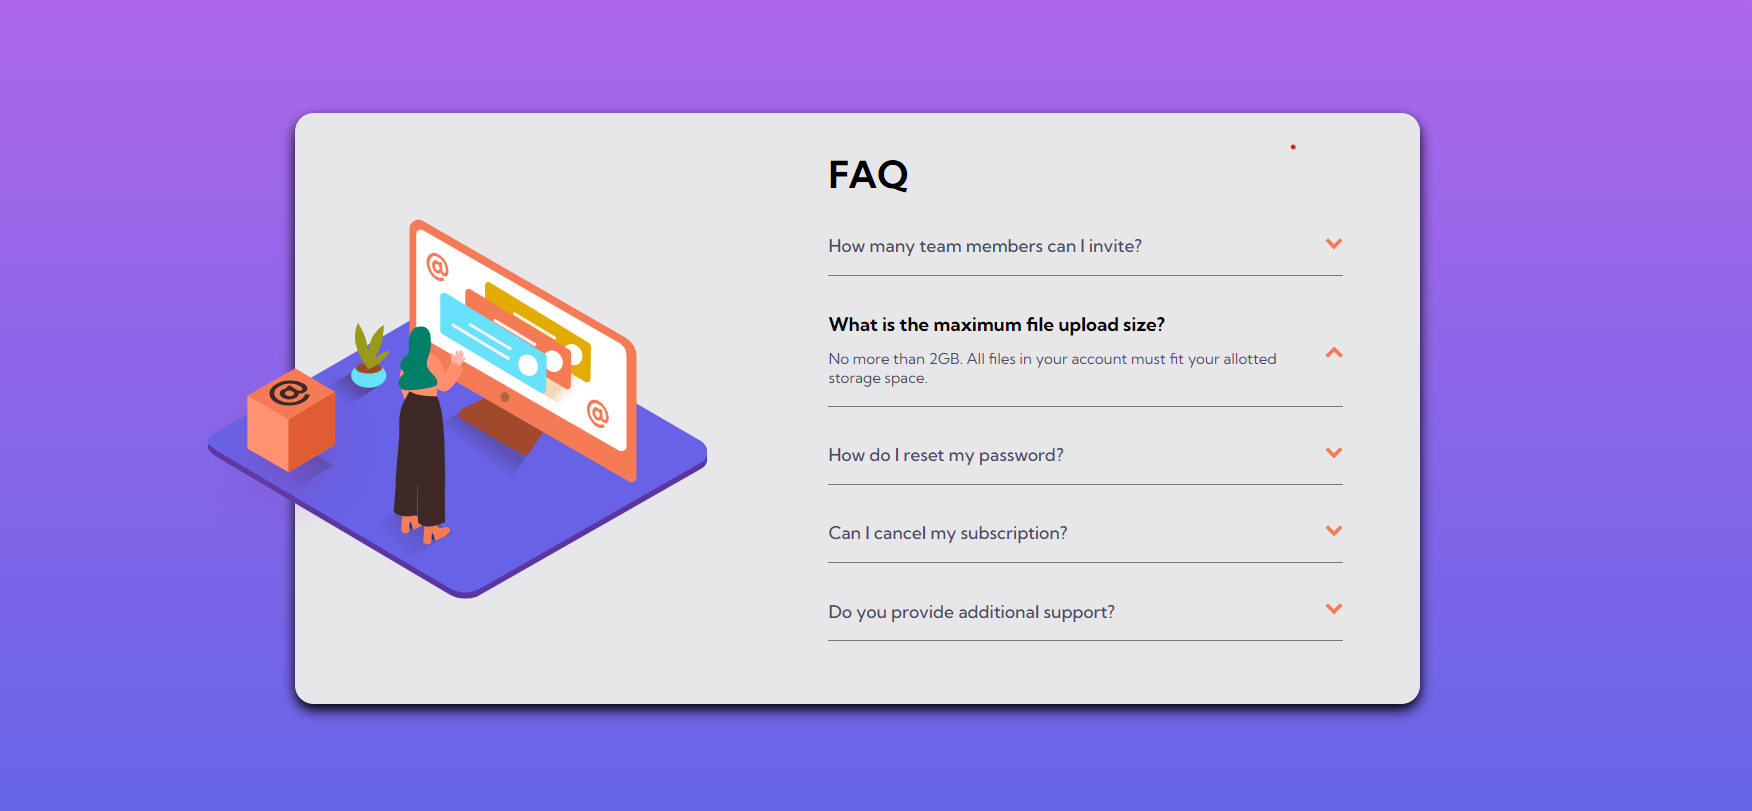 FAQ
How many team members can I invite?
What is the maximum file upload size?
No more than 2GB. All files in your account must fit your allotted
storage space.
How do I reset my password?
Can I cancel my subscription?
Do you provide additional support?
@
@
@